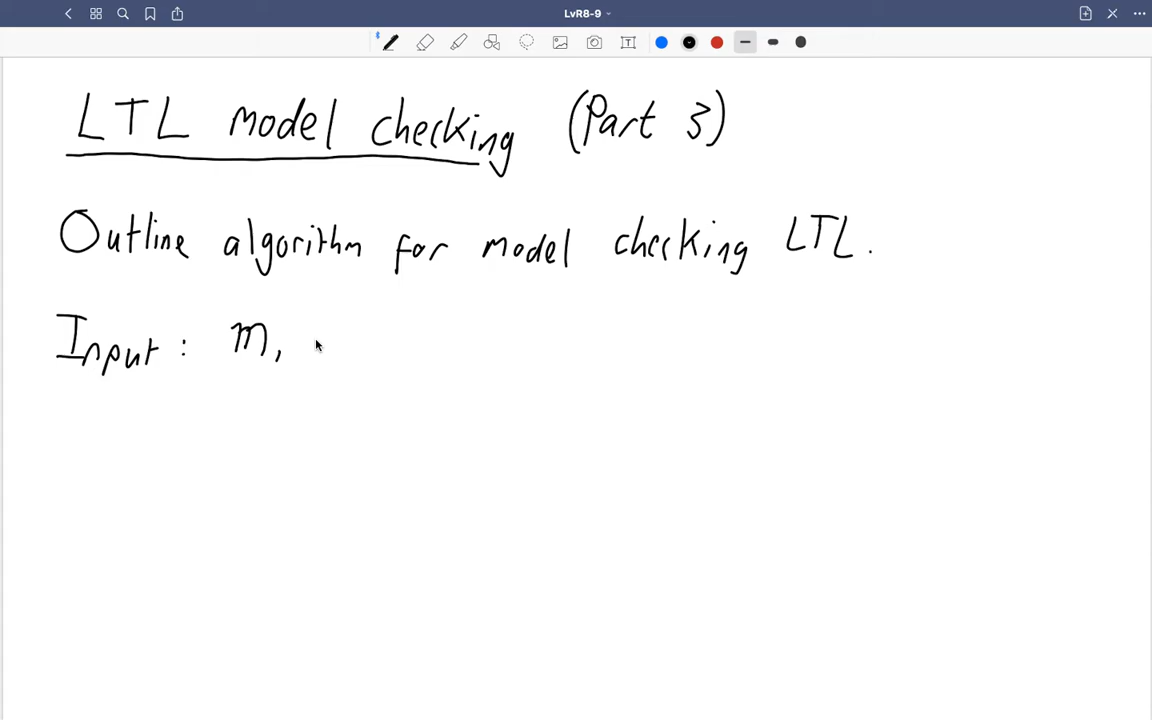 LvR8-9
LTL model checking (Part 3)
Outline algorithm for model checking LTL.
Input: M,